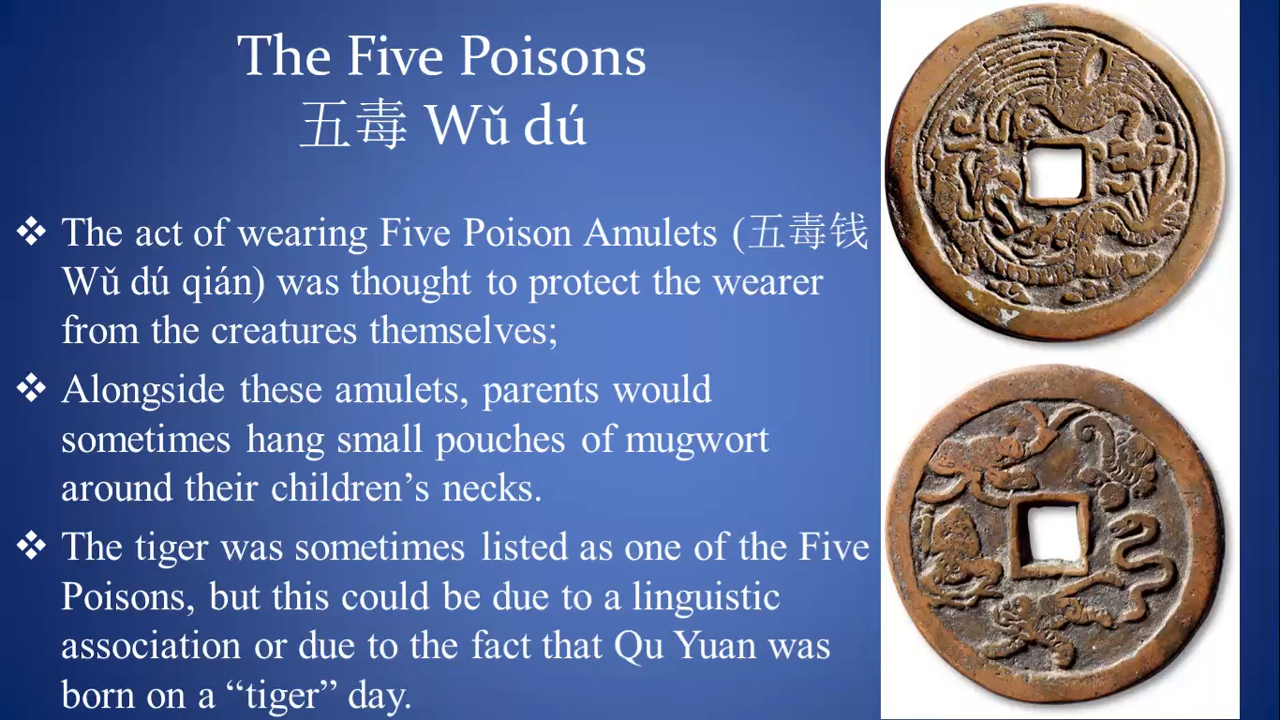 The Five Poisons
五毒 Wǔ dú
❖ The act of wearing Five Poison Amulets (五毒钱
Wǔ dú qián) was thought to protect the wearer
from the creatures themselves;
❖ Alongside these amulets, parents would
sometimes hang small pouches of mugwort
around their children’s necks.
❖ The tiger was sometimes listed as one of the Five
Poisons, but this could be due to a linguistic
association or due to the fact that Qu Yuan was
born on a “tiger” day.